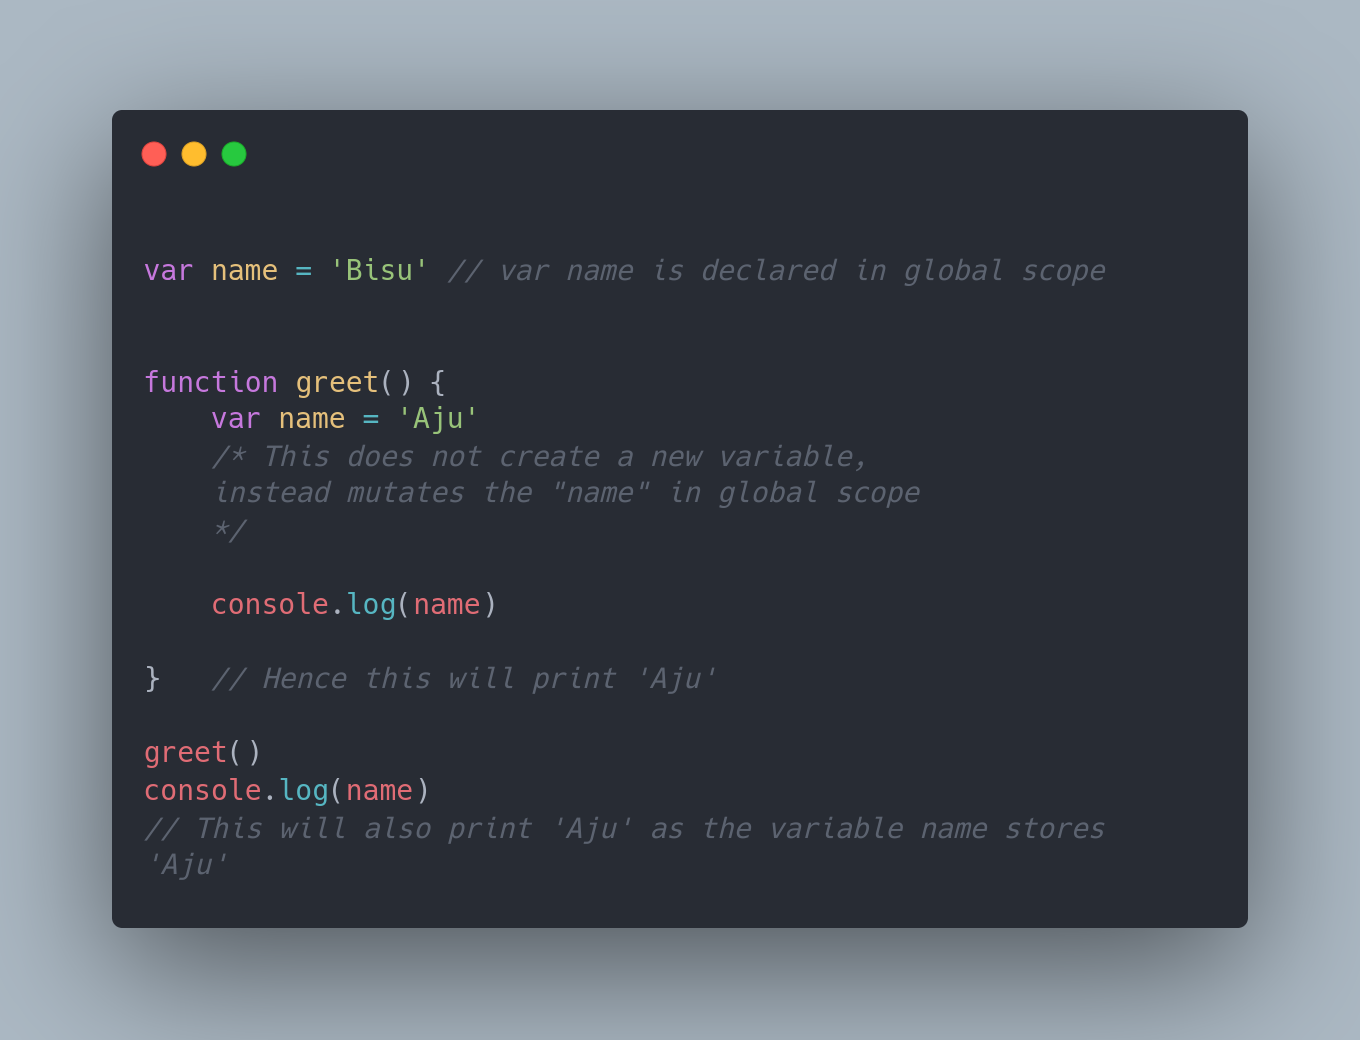 var name = 'Bisu' // var name is declared in global scope
function greet() {
    var name = 'Aju'
    /* This does not create a new variable,
    instead mutates the "name" in global scope
    */
    console.log(name)
}   // Hence this will print 'Aju'
greet()
console.log(name)
// This will also print 'Aju' as the variable name stores
'Aju'